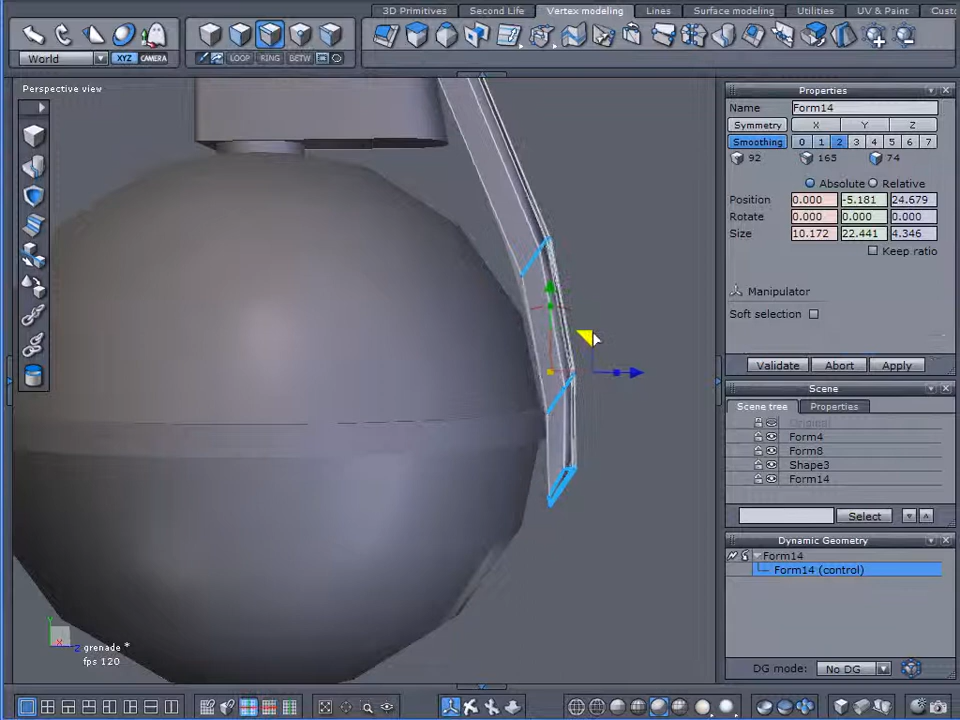 3D Primitives Second Life Vertex modeling Lines Surface modeling Utilities UV & Paint Cust
World XYZ CAMERA
LOOP RING BETW
Perspective view
Properties
Name Form14
Symmetry X Y Z
Smoothing 0 1 2 3 4 5 6 7
92 165 74
Absolute Relative
Position 0.000 -5.181 24.679
Rotate 0.000 0.000 0.000
Size 10.172 22.441 4.346
Keep ratio
Manipulator
Soft selection
Validate Abort Apply
Scene
Scene tree Properties
Original
Form4
Form8
Shape3
Form14
Select
Dynamic Geometry
Form14
Form14 (control)
DG mode: No DG
Y
X Z
grenade *
fps 120